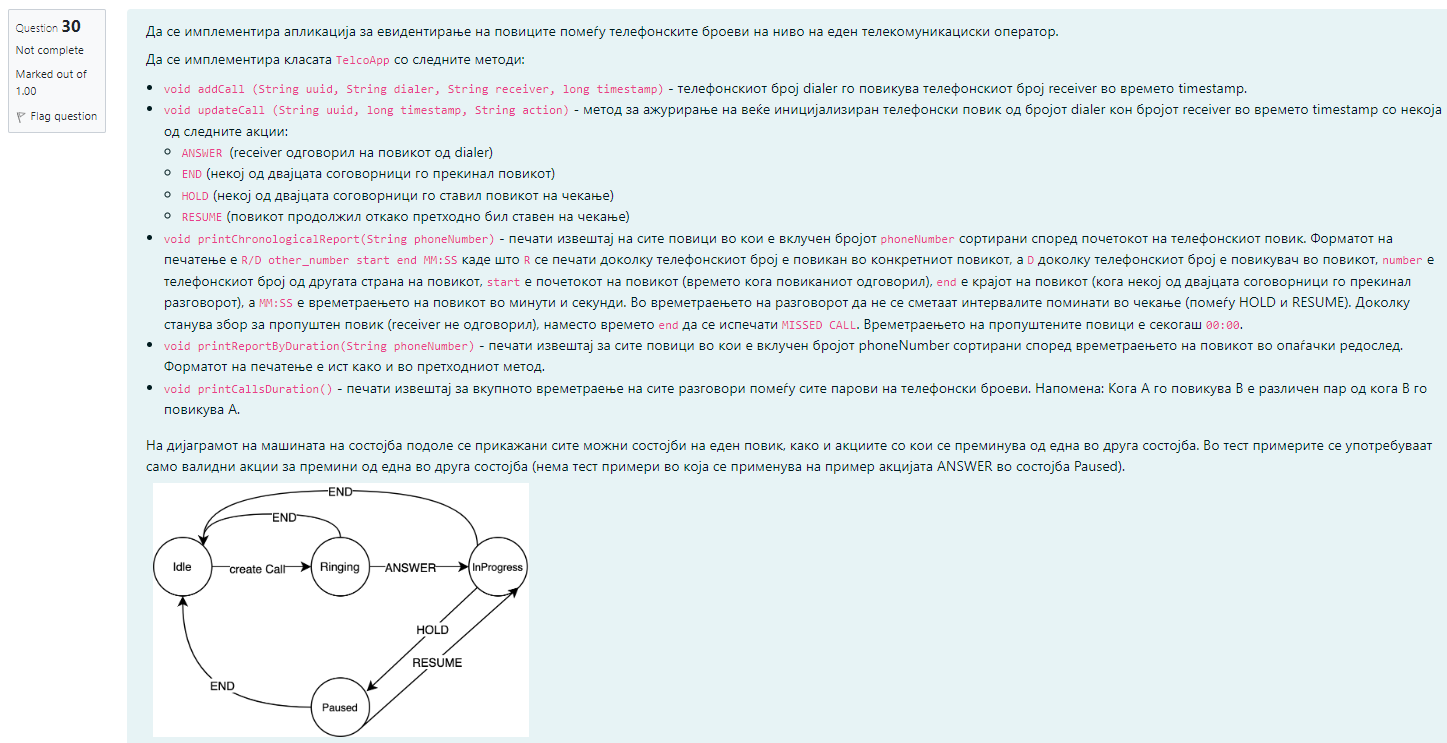 Question 30
Not complete
Marked out of
1.00
Flag question
Да се имплементира апликација за евидентирање на повиците помеѓу телефонските броеви на ниво на еден телекомуникациски оператор.
Да се имплементира класата TelcoApp со следните методи:
void addCall (String uuid, String dialer, String receiver, long timestamp) - телефонскиот број dialer го повикува телефонскиот број receiver во времето timestamp.
void updateCall (String uuid, long timestamp, String action) - метод за ажурирање на веќе иницијализиран телефонски повик од бројот dialer кон бројот receiver во времето timestamp со некоја
од следните акции:
ANSWER (receiver одговорил на повикот од dialer)
END (некој од двајцата соговорници го прекинал повикот)
HOLD (некој од двајцата соговорници го ставил повикот на чекање)
RESUME (повикот продолжил откако претходно бил ставен на чекање)
void printChronologicalReport(String phoneNumber) - печати извештај на сите повици во кои е вклучен бројот phoneNumber сортирани според почетокот на телефонскиот повик. Форматот на
печатење е R/D other_number start end MM:SS каде што R се печати доколку телефонскиот број е повикан во конкретниот повикот, а D доколку телефонскиот број е повикувач во повикот, number е
телефонскиот број од другата страна на повикот, start е почетокот на повикот (времето кога повиканиот одговорил), end е крајот на повикот (кога некој од двајцата соговорници го прекинал
разговорот), а MM:SS е времетраењето на повикот во минути и секунди. Во времетраењето на разговорот да не се сметаат интервалите поминати во чекање (помеѓу HOLD и RESUME). Доколку
станува збор за пропуштен повик (receiver не одговорил), наместо времето end да се испечати MISSED CALL. Времетраењето на пропуштените повици е секогаш 00:00.
void printReportByDuration(String phoneNumber) - печати извештај за сите повици во кои е вклучен бројот phoneNumber сортирани според времетраењето на повикот во опаѓачки редослед.
Форматот на печатење е ист како и во претходниот метод.
void printCallsDuration() - печати извештај за вкупното времетраење на сите разговори помеѓу сите парови на телефонски броеви. Напомена: Кога А го повикува B е различен пар од кога B го
повикува А.
На дијаграмот на машината на состојба подоле се прикажани сите можни состојби на еден повик, како и акциите со кои се преминува од една во друга состојба. Во тест примерите се употребуваат
само валидни акции за премини од една во друга состојба (нема тест примери во која се применува на пример акцијата ANSWER во состојба Paused).
END
END
Idle
create Call
Ringing
ANSWER
InProgress
HOLD
RESUME
END
Paused